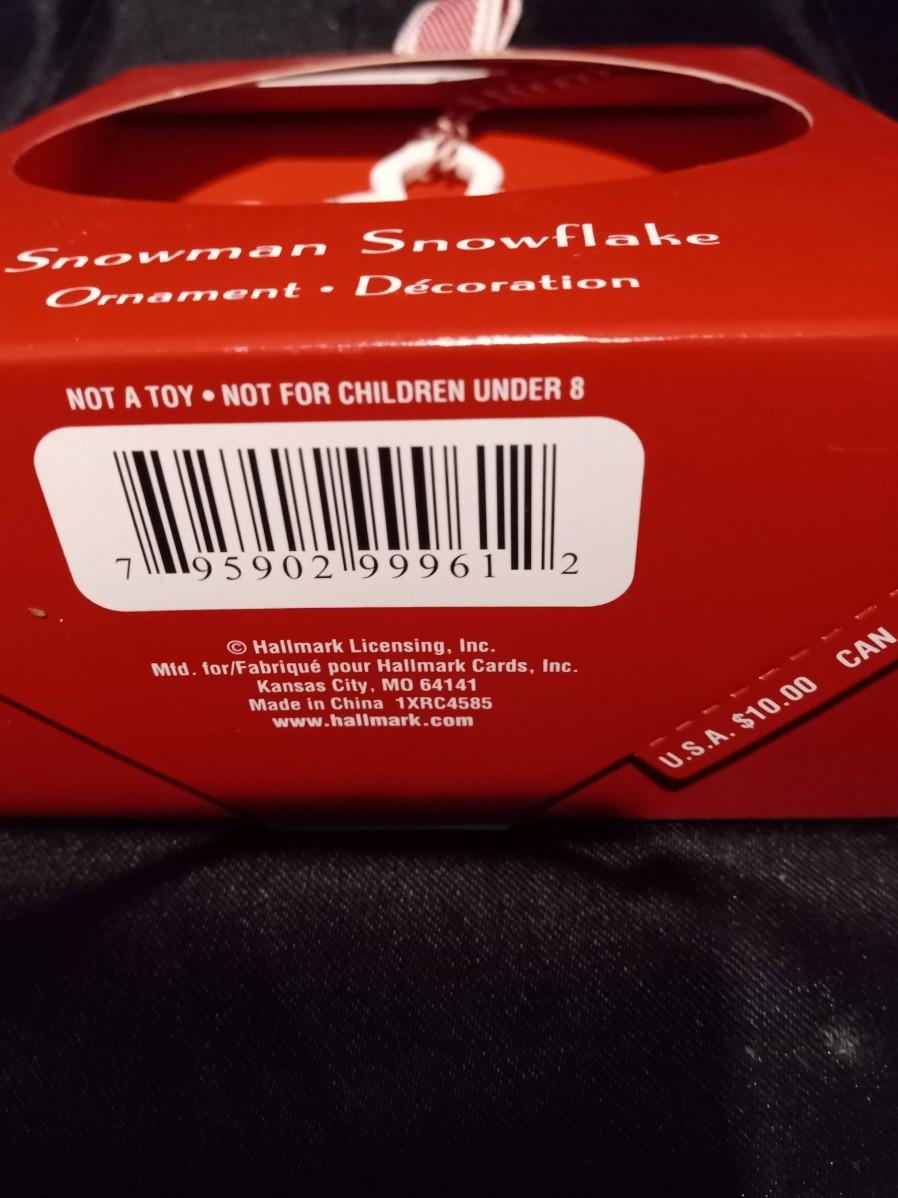 Snowman Snowflake
Ornament • Décoration
NOT A TOY • NOT FOR CHILDREN UNDER 8
7 95902 99961 2
© Hallmark Licensing, Inc.
Mfd. for/Fabriqué pour Hallmark Cards, Inc.
Kansas City, MO 64141
Made in China 1XRC4585
www.hallmark.com
U.S.A. $10.00 CAN